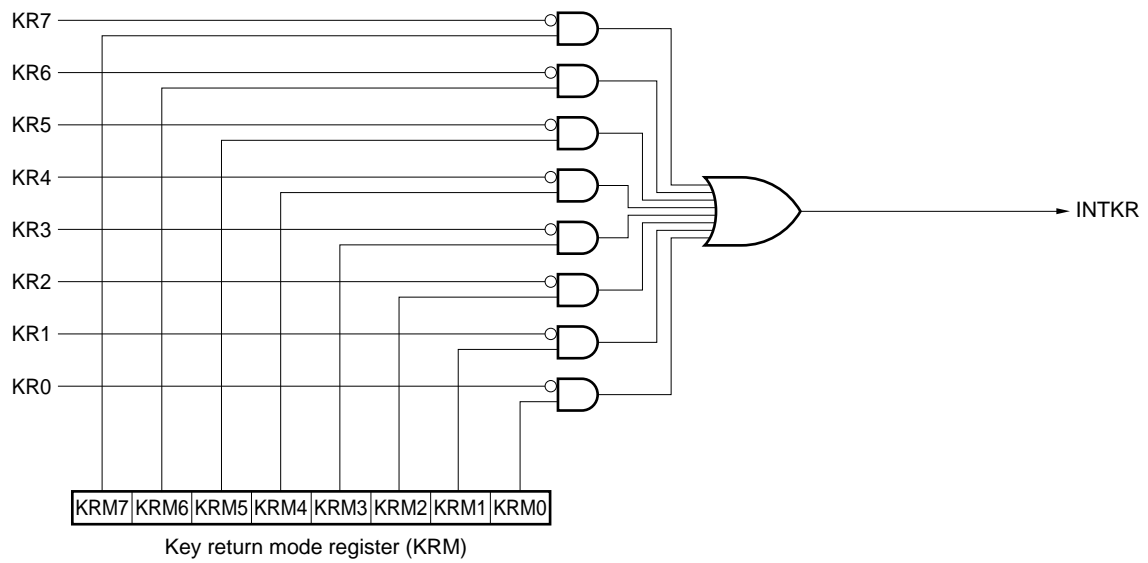 KR7
KR6
KR5
KR4
KR3
INTKR
KR2
KR1
KR0
KRM7 KRM6 KRM5 KRM4 KRM3 KRM2 KRM1 KRM0
Key return mode register (KRM)